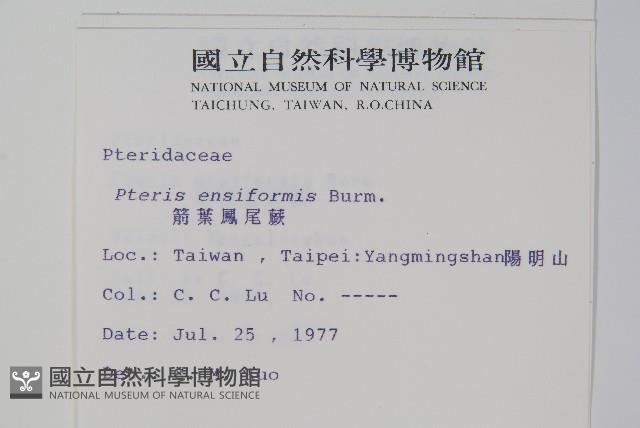 國立自然科學博物館
NATIONAL MUSEUM OF NATURAL SCIENCE
TAICHUNG, TAIWAN, R.O.CHINA
Pteridaceae
Pteris ensiformis Burm.
箭葉鳳尾蕨
Loc.: Taiwan , Taipei:Yangmingshan陽明山
Col.: C. C. Lu No. -----
Date: Jul. 25 , 1977
國立自然科學博物館
NATIONAL MUSEUM OF NATURAL SCIENCE